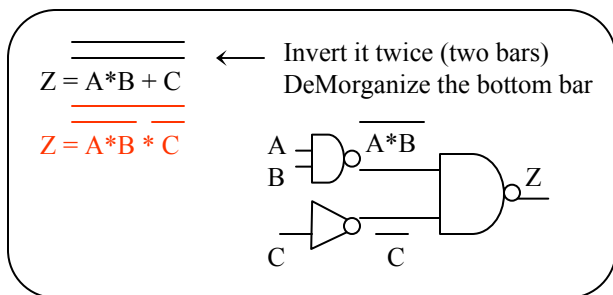 Invert it twice (two bars)
Z = A*B + C
DeMorganize the bottom bar
Z = A*B * C
A
A*B
B
Z
C
C